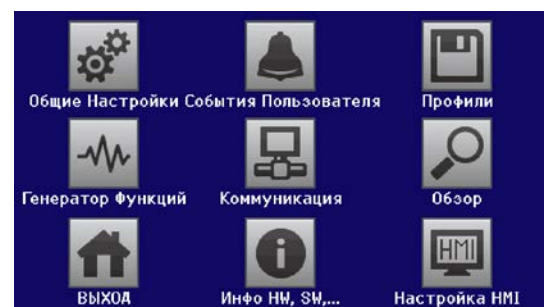 Общие Настройки События Пользователя Профили
Генератор Функций Коммуникация Обзор
HMI
ВЫХОД Инфо HW, SW,... Настройка HMI